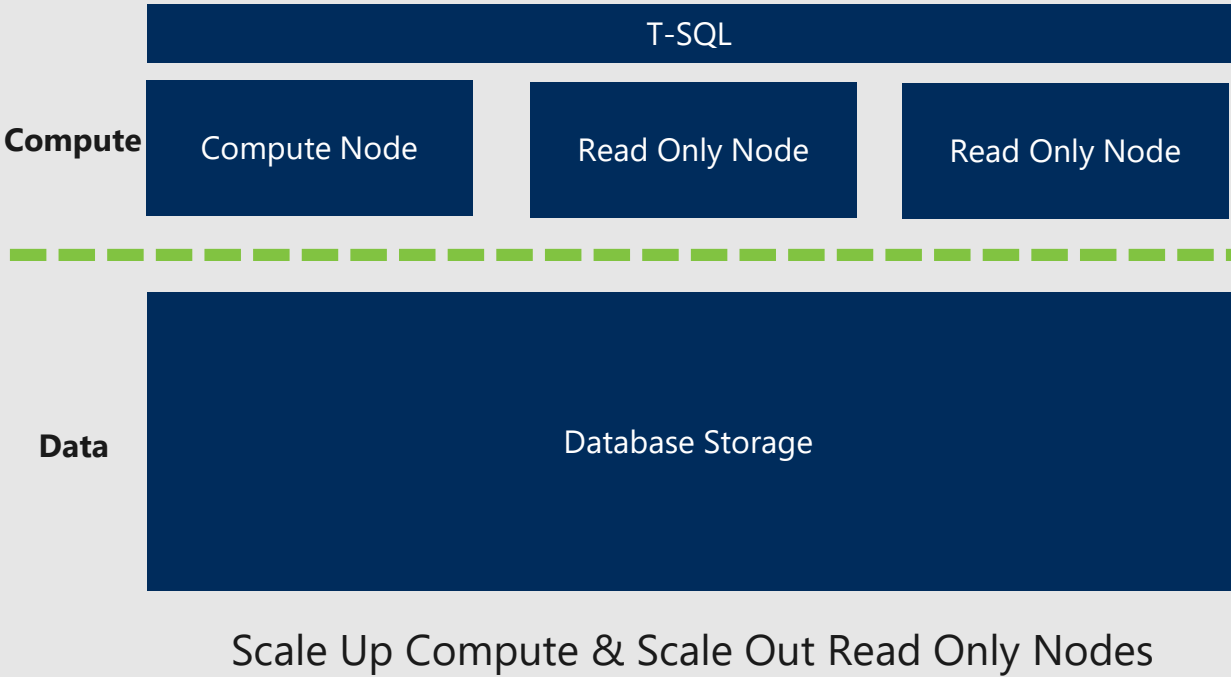 T-SQL
Compute
Compute Node
Read Only Node
Read Only Node
Data
Database Storage
Scale Up Compute & Scale Out Read Only Nodes